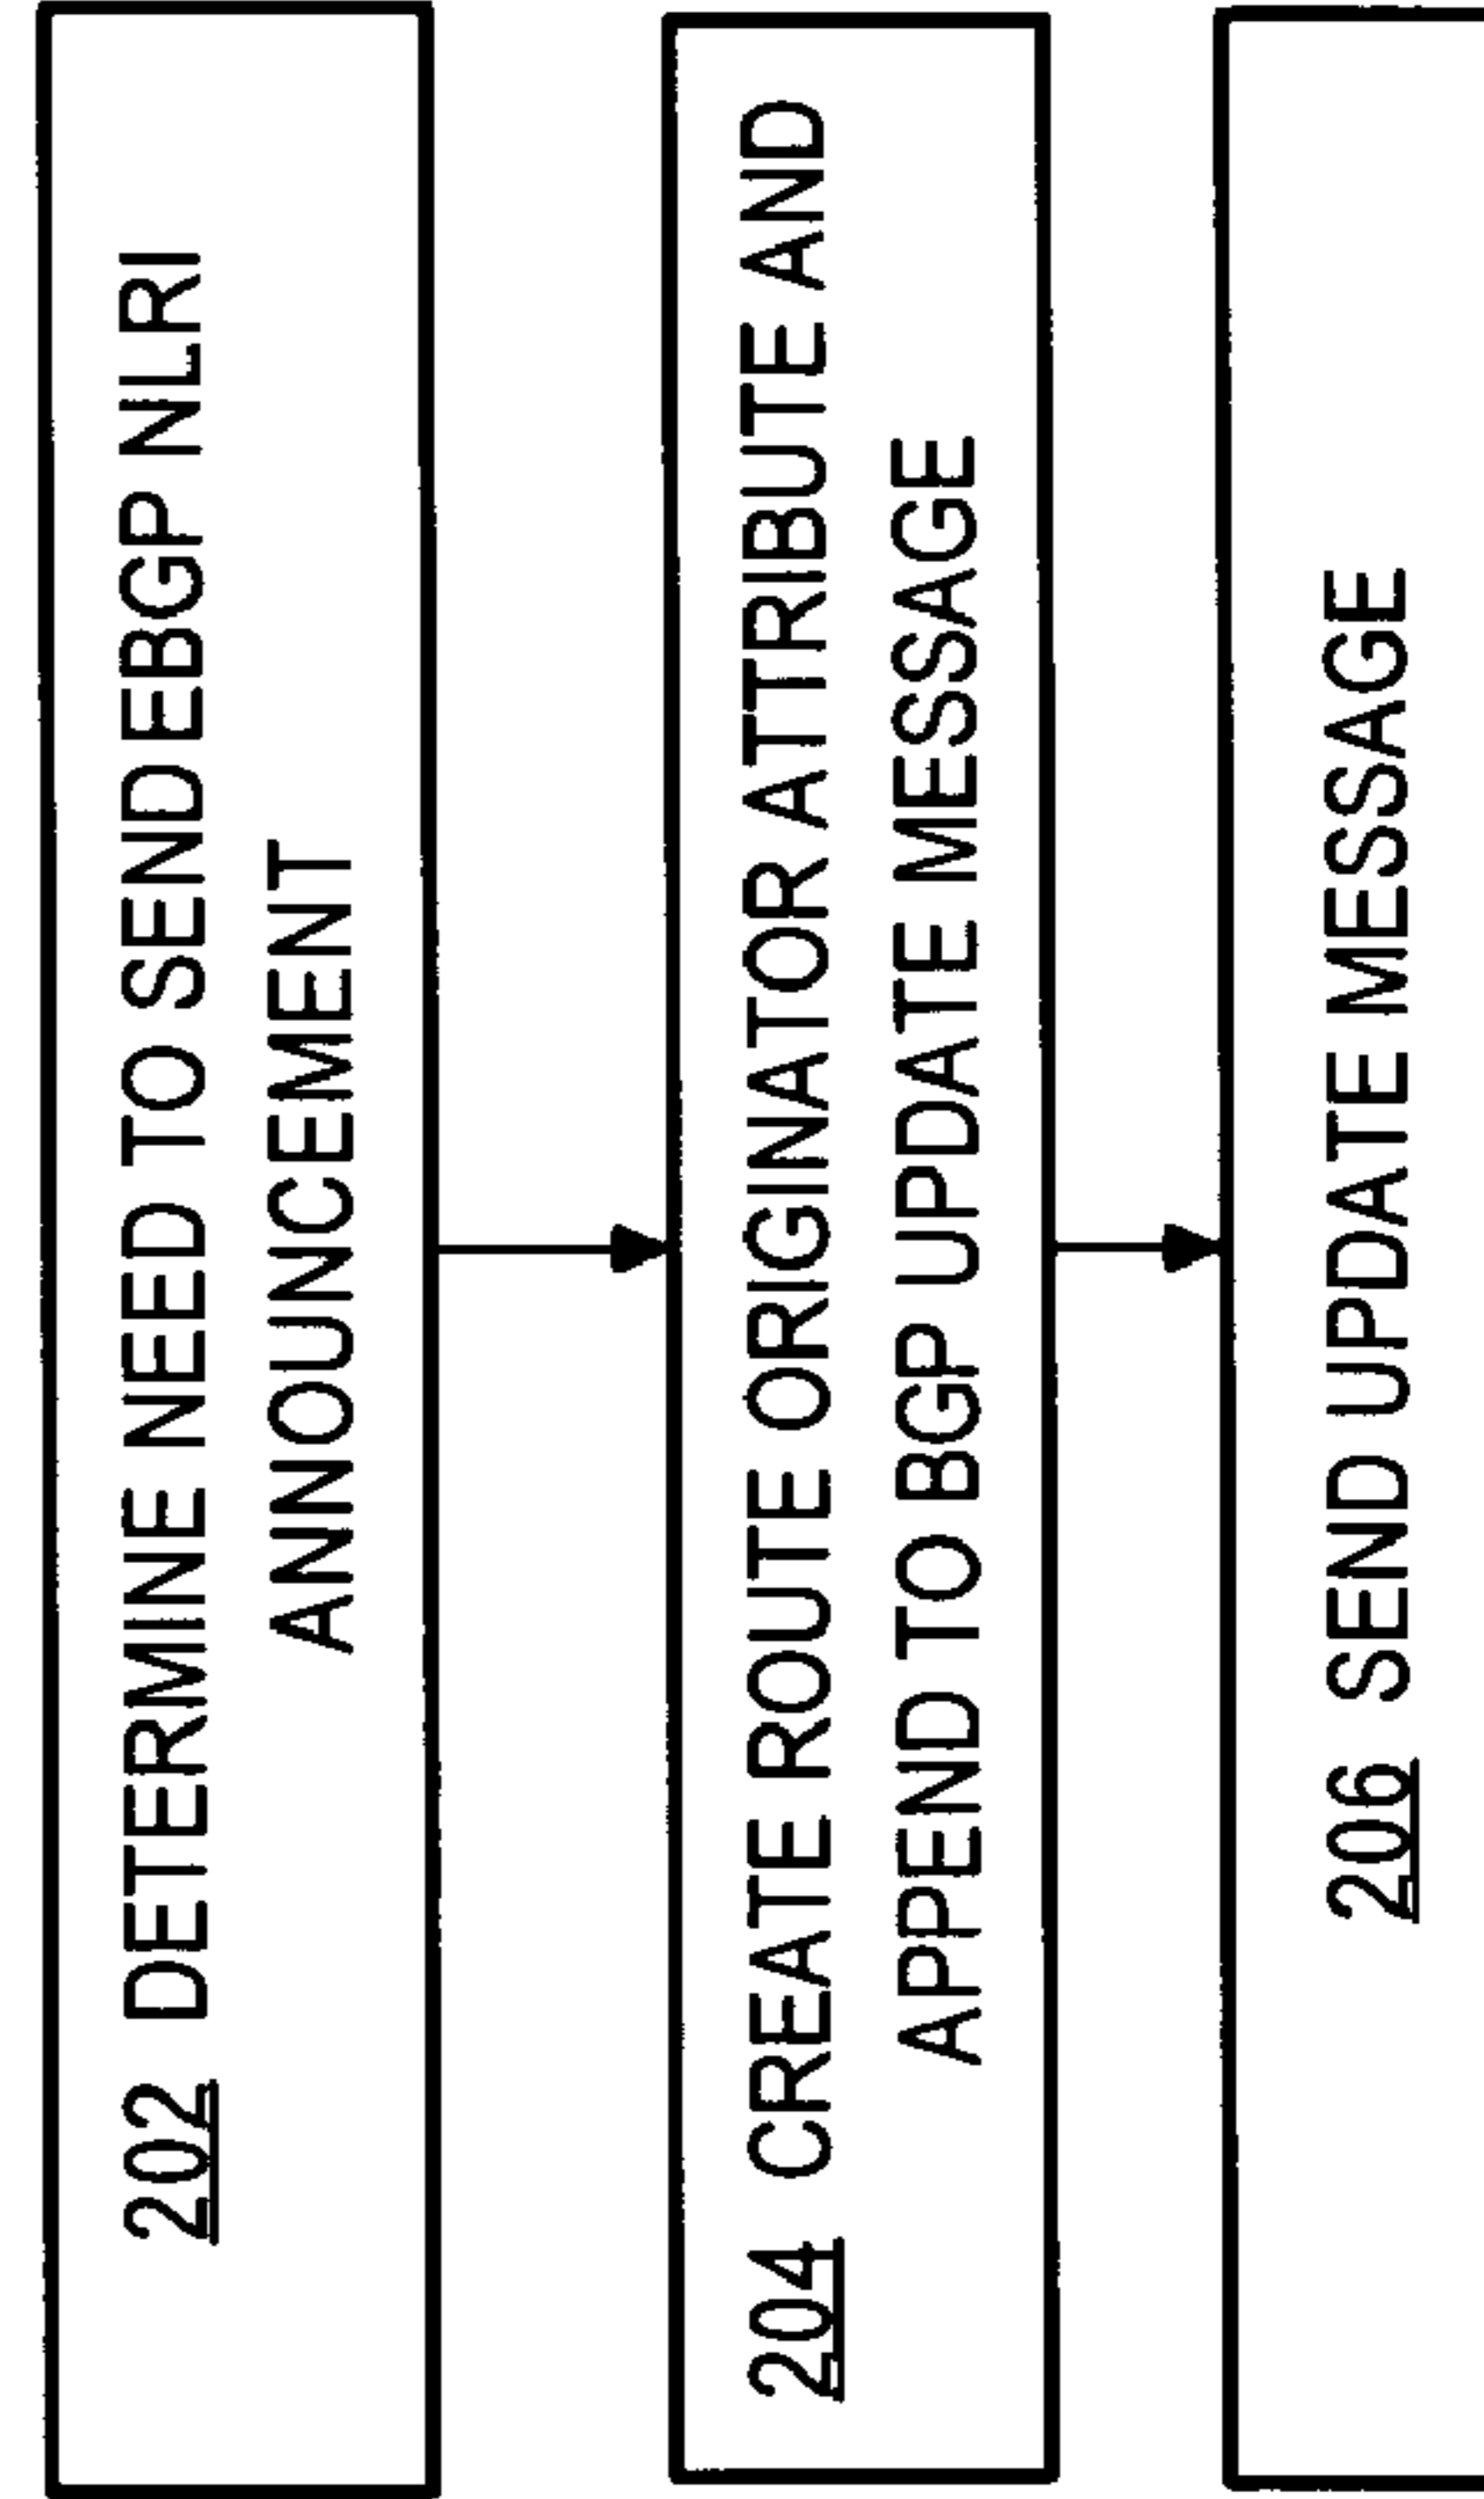 202 DETERMINE NEED TO SEND EBGP NLRI
ANNOUNCEMENT
204 CREATE ROUTE ORIGINATOR ATTRIBUTE AND
APPEND TO BGP UPDATE MESSAGE
206 SEND UPDATE MESSAGE